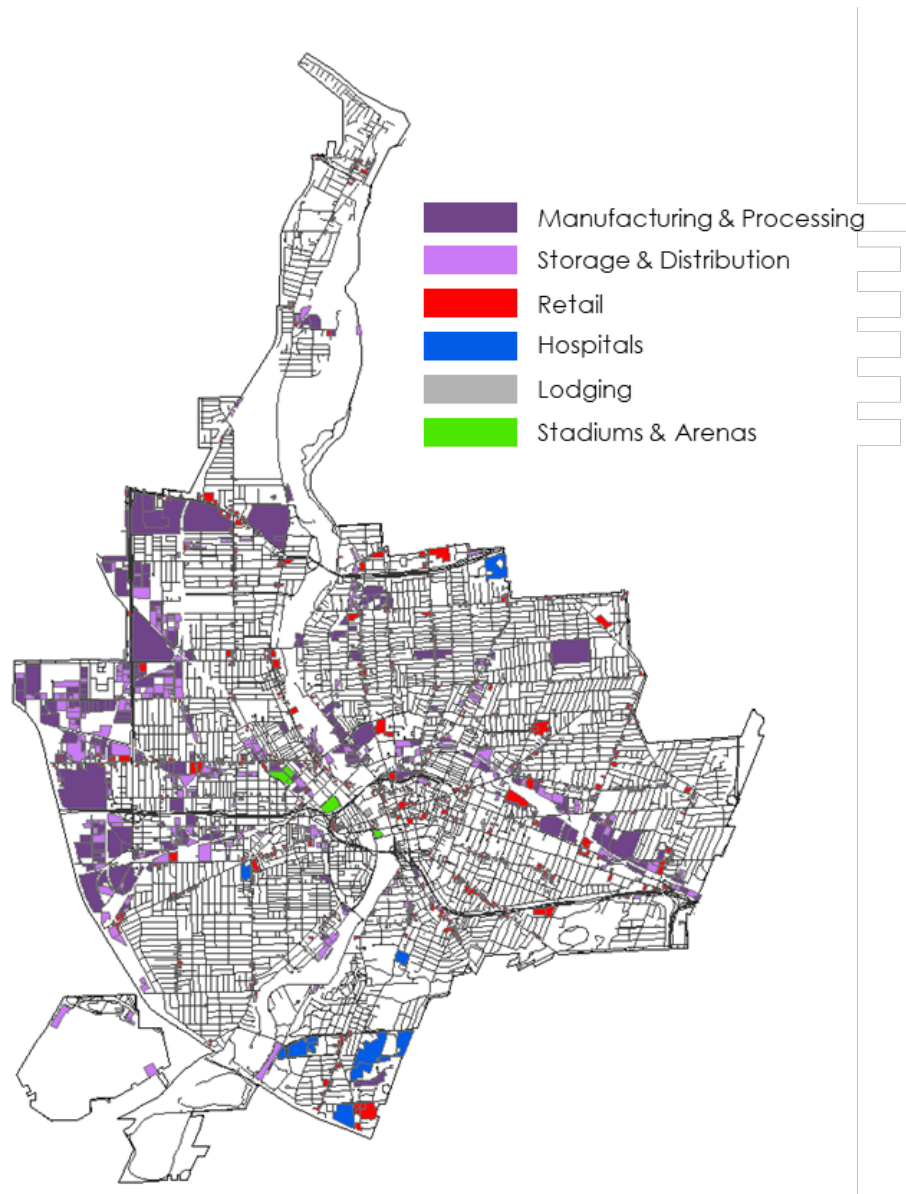 Manufacturing & Processing
Storage & Distribution
Retail
Hospitals
Lodging
Stadiums & Arenas